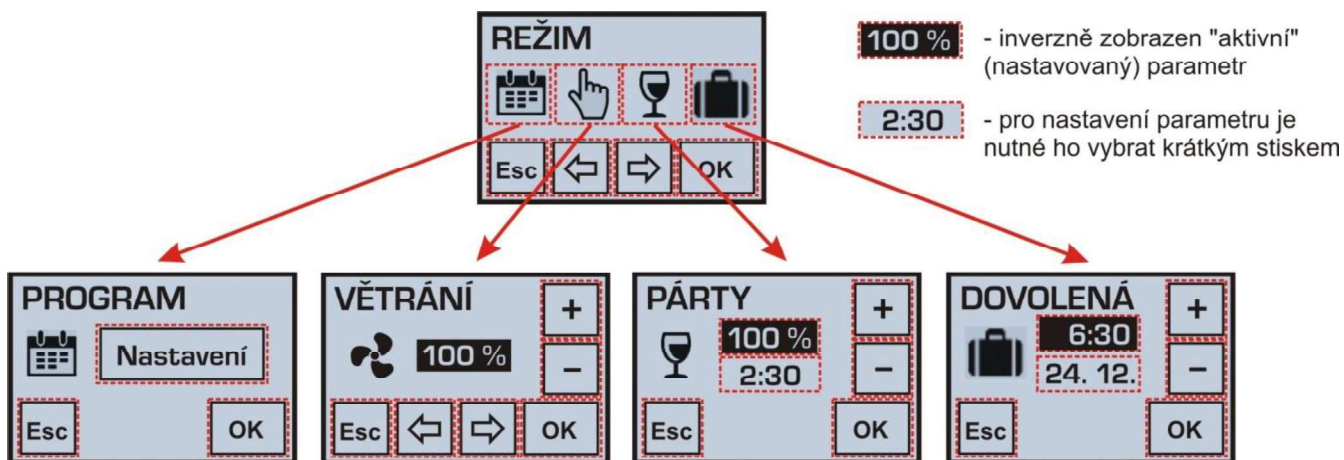 REŽIM
Esc OK
100 % - inverzně zobrazen "aktivní"
(nastavovaný) parametr
2:30 - pro nastavení parametru je
nutné ho vybrat krátkým stiskem
PROGRAM
Nastavení
Esc OK
VĚTRÁNÍ
+
100 %
−
Esc OK
PÁRTY
+
100 %
2:30
−
Esc OK
DOVOLENÁ
+
6:30
24. 12.
−
Esc OK